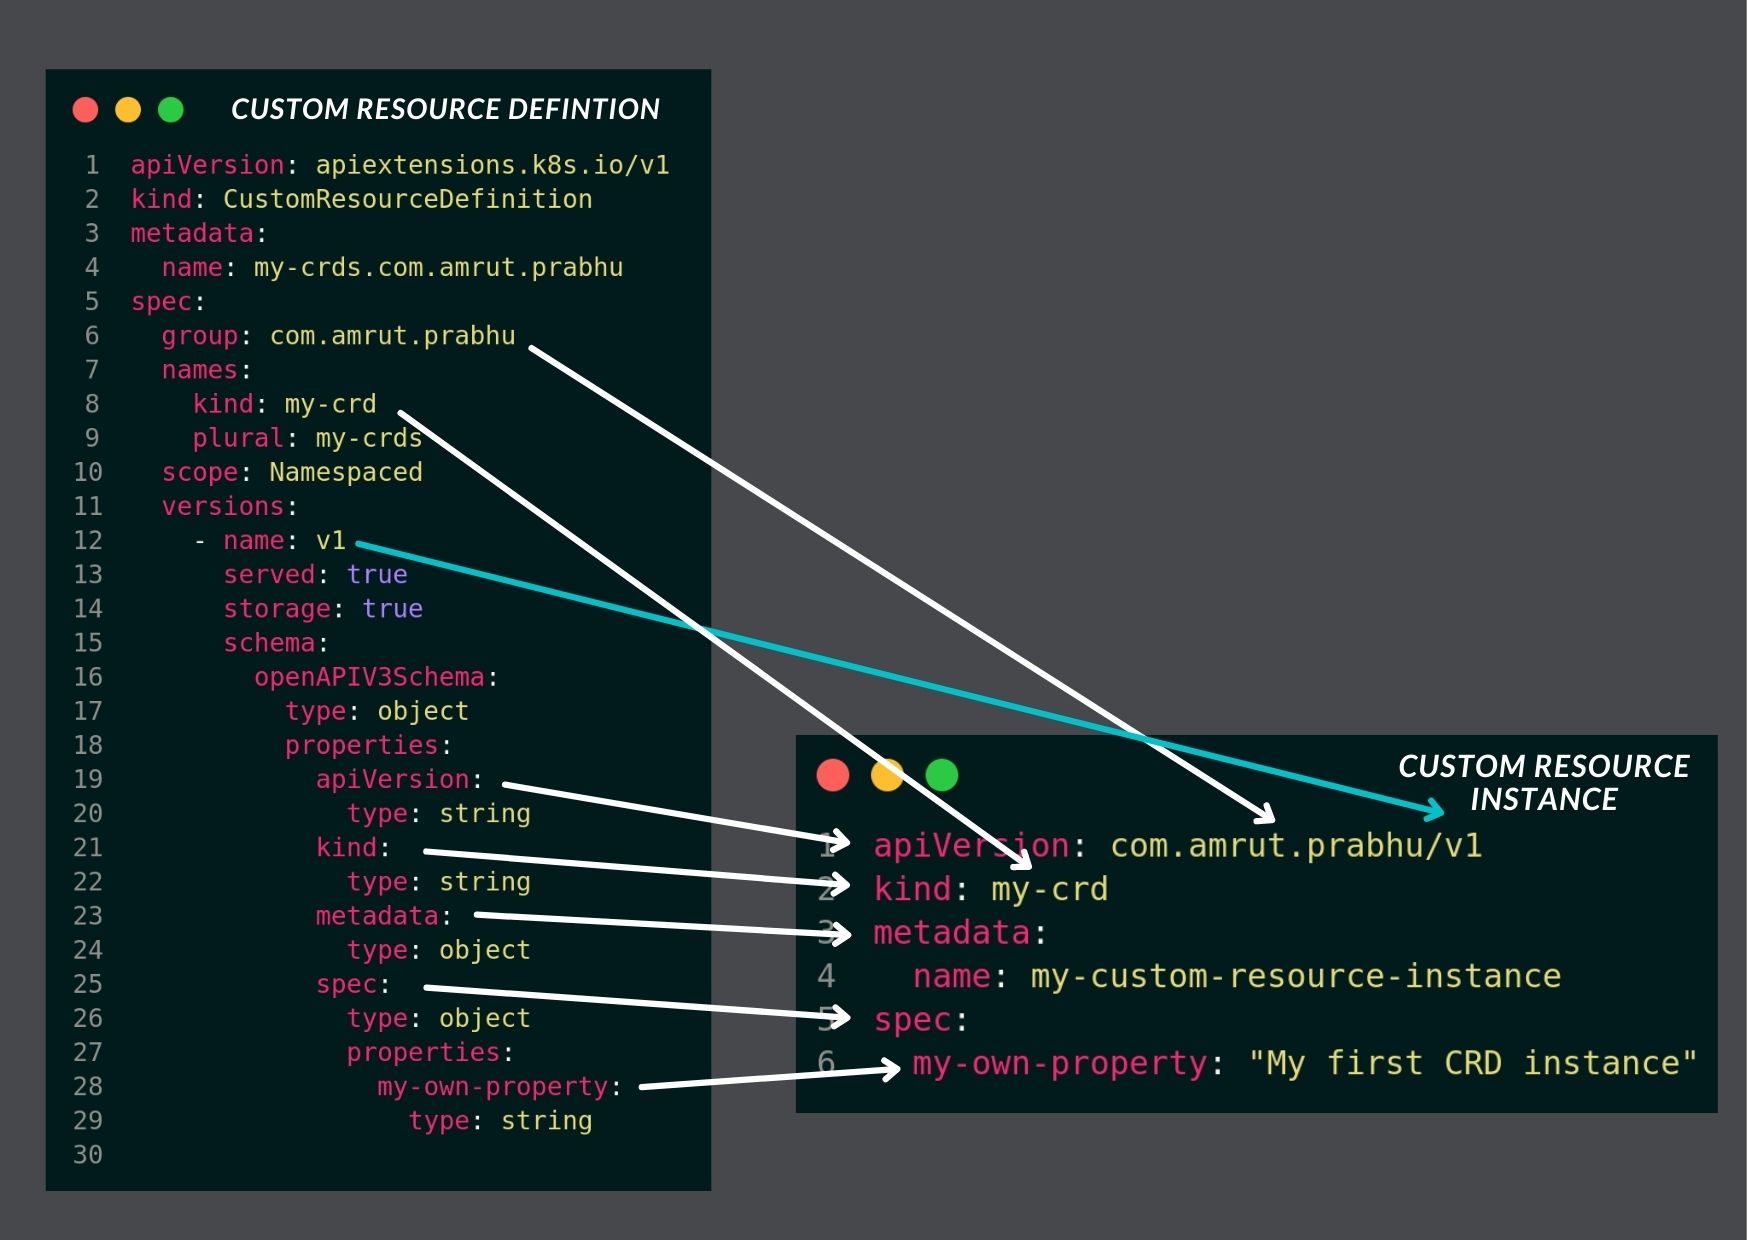 CUSTOM RESOURCE DEFINTION
1 apiVersion: apiextensions.k8s.io/v1
2 kind: CustomResourceDefinition
3 metadata:
4   name: my-crds.com.amrut.prabhu
5 spec:
6   group: com.amrut.prabhu
7   names:
8     kind: my-crd
9     plural: my-crds
10   scope: Namespaced
11   versions:
12     - name: v1
13       served: true
14       storage: true
15       schema:
16         openAPIV3Schema:
17           type: object
18           properties:
19             apiVersion:
20               type: string
21             kind:
22               type: string
23             metadata:
24               type: object
25             spec:
26               type: object
27               properties:
28                 my-own-property:
29                   type: string
30
CUSTOM RESOURCE
INSTANCE
1 apiVersion: com.amrut.prabhu/v1
2 kind: my-crd
3 metadata:
4   name: my-custom-resource-instance
5 spec:
6   my-own-property: "My first CRD instance"